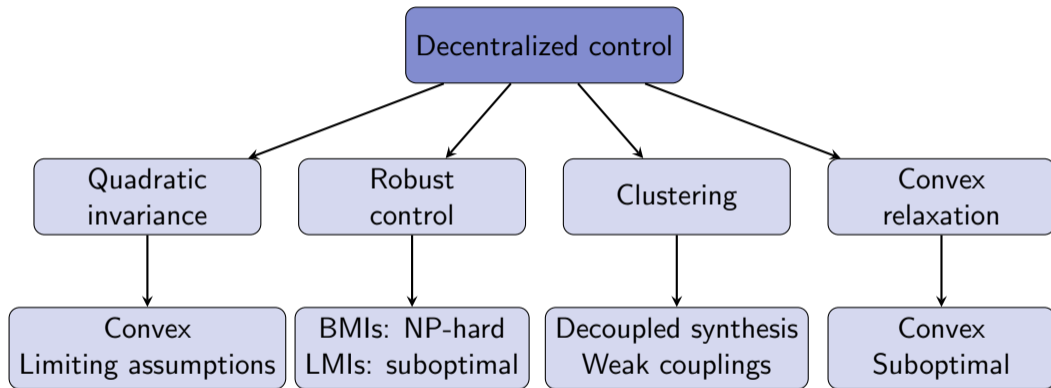 Decentralized control
Quadratic
invariance
Robust
control
Clustering
Convex
relaxation
Convex
Limiting assumptions
BMIs: NP-hard
LMIs: suboptimal
Decoupled synthesis
Weak couplings
Convex
Suboptimal